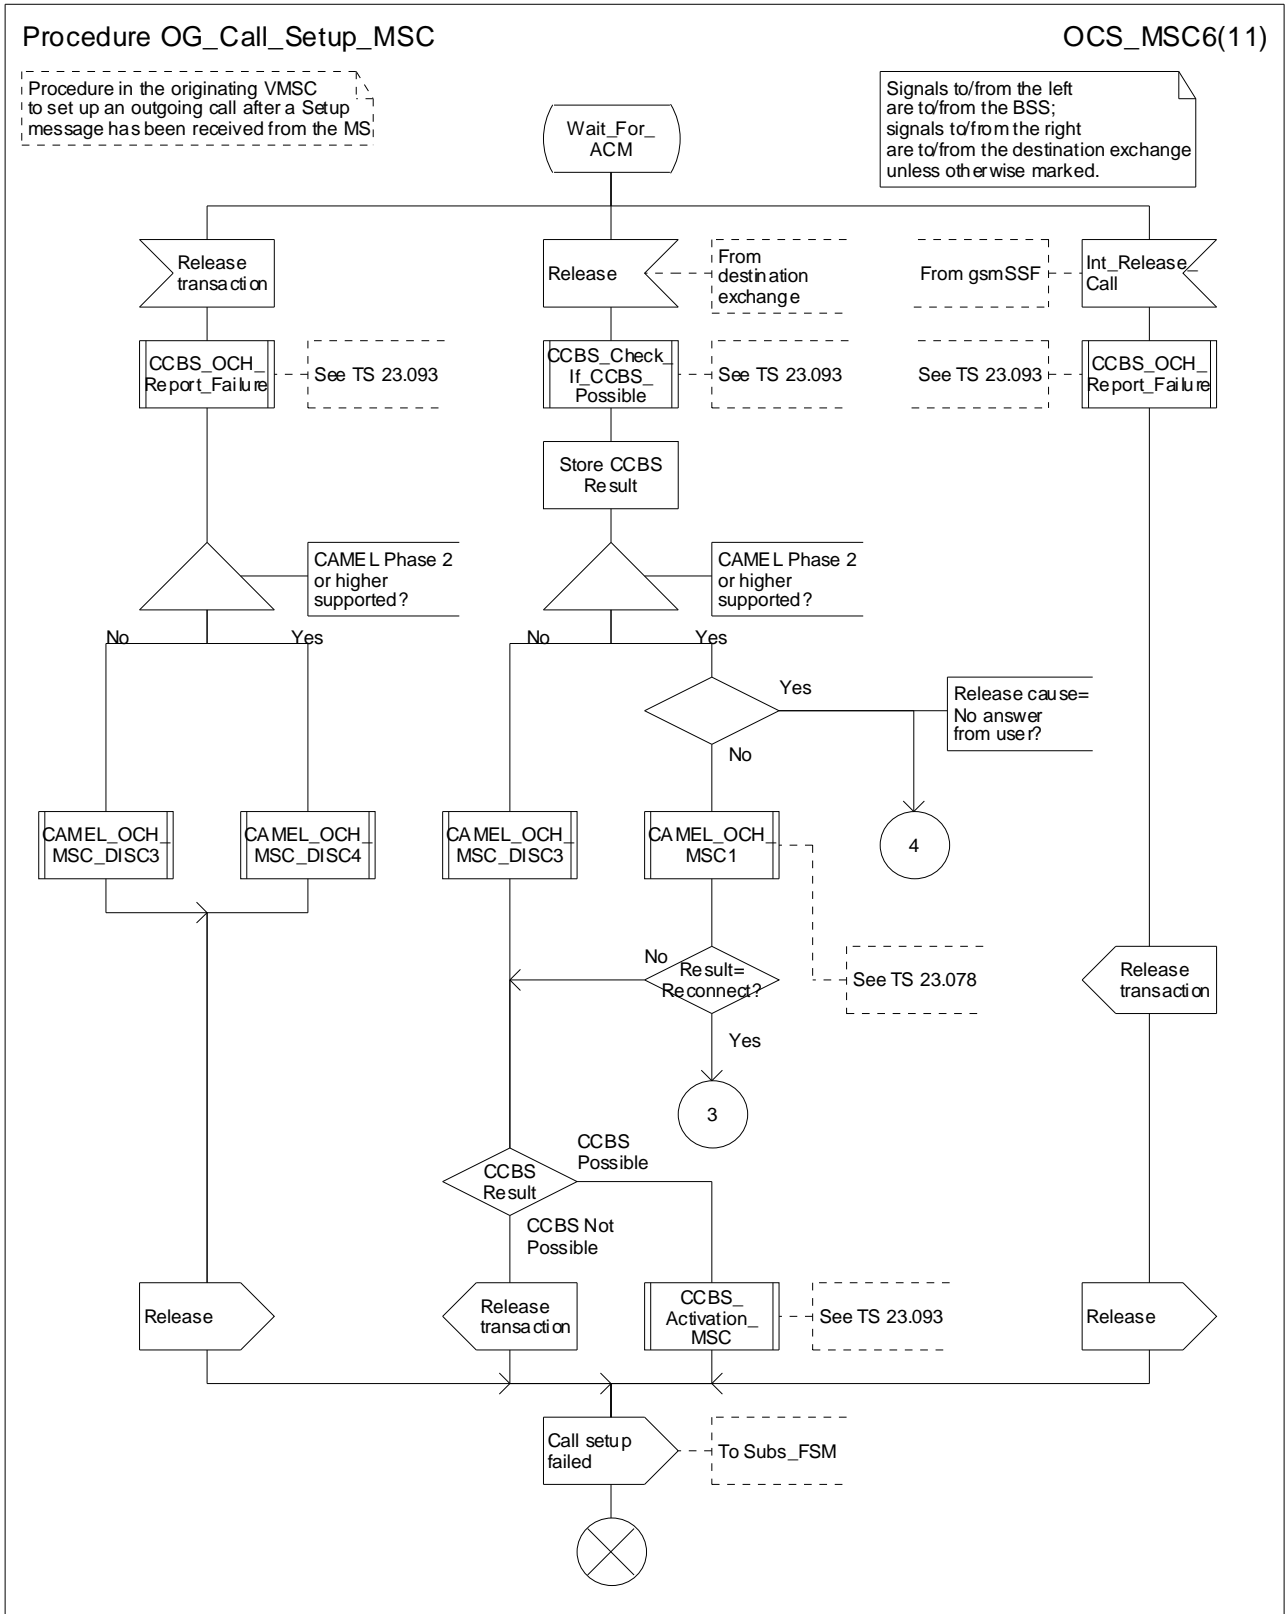 Procedure OG_Call_Setup_MSC
OCS_MSC6(11)
Procedure in the originating VMSC
to set up an outgoing call after a Setup
message has been received from the MS
Signals to/from the left
are to/from the BSS;
signals to/from the right
are to/from the destination exchange
unless otherwise marked.
Wait_For_
ACM
Release
transaction
Release
From
destination
exchange
From gsmSSF
Int_Release_
Call
CCBS_OCH_
Report_Failure
See TS 23.093
CCBS_Check_
If_CCBS_
Possible
See TS 23.093
See TS 23.093
CCBS_OCH_
Report_Failure
Store CCBS
Result
CAMEL Phase 2
or higher
supported?
CAMEL Phase 2
or higher
supported?
No
Yes
No
Yes
Yes
Release cause=
No answer
from user?
No
CAMEL_OCH_
MSC_DISC3
CAMEL_OCH_
MSC_DISC4
CAMEL_OCH_
MSC_DISC3
CAMEL_OCH_
MSC1
4
No
Result=
Reconnect?
See TS 23.078
Release
transaction
Yes
3
CCBS
Possible
CCBS
Result
CCBS Not
Possible
Release
Release
transaction
CCBS_
Activation_
MSC
See TS 23.093
Release
Call setup
failed
To Subs_FSM